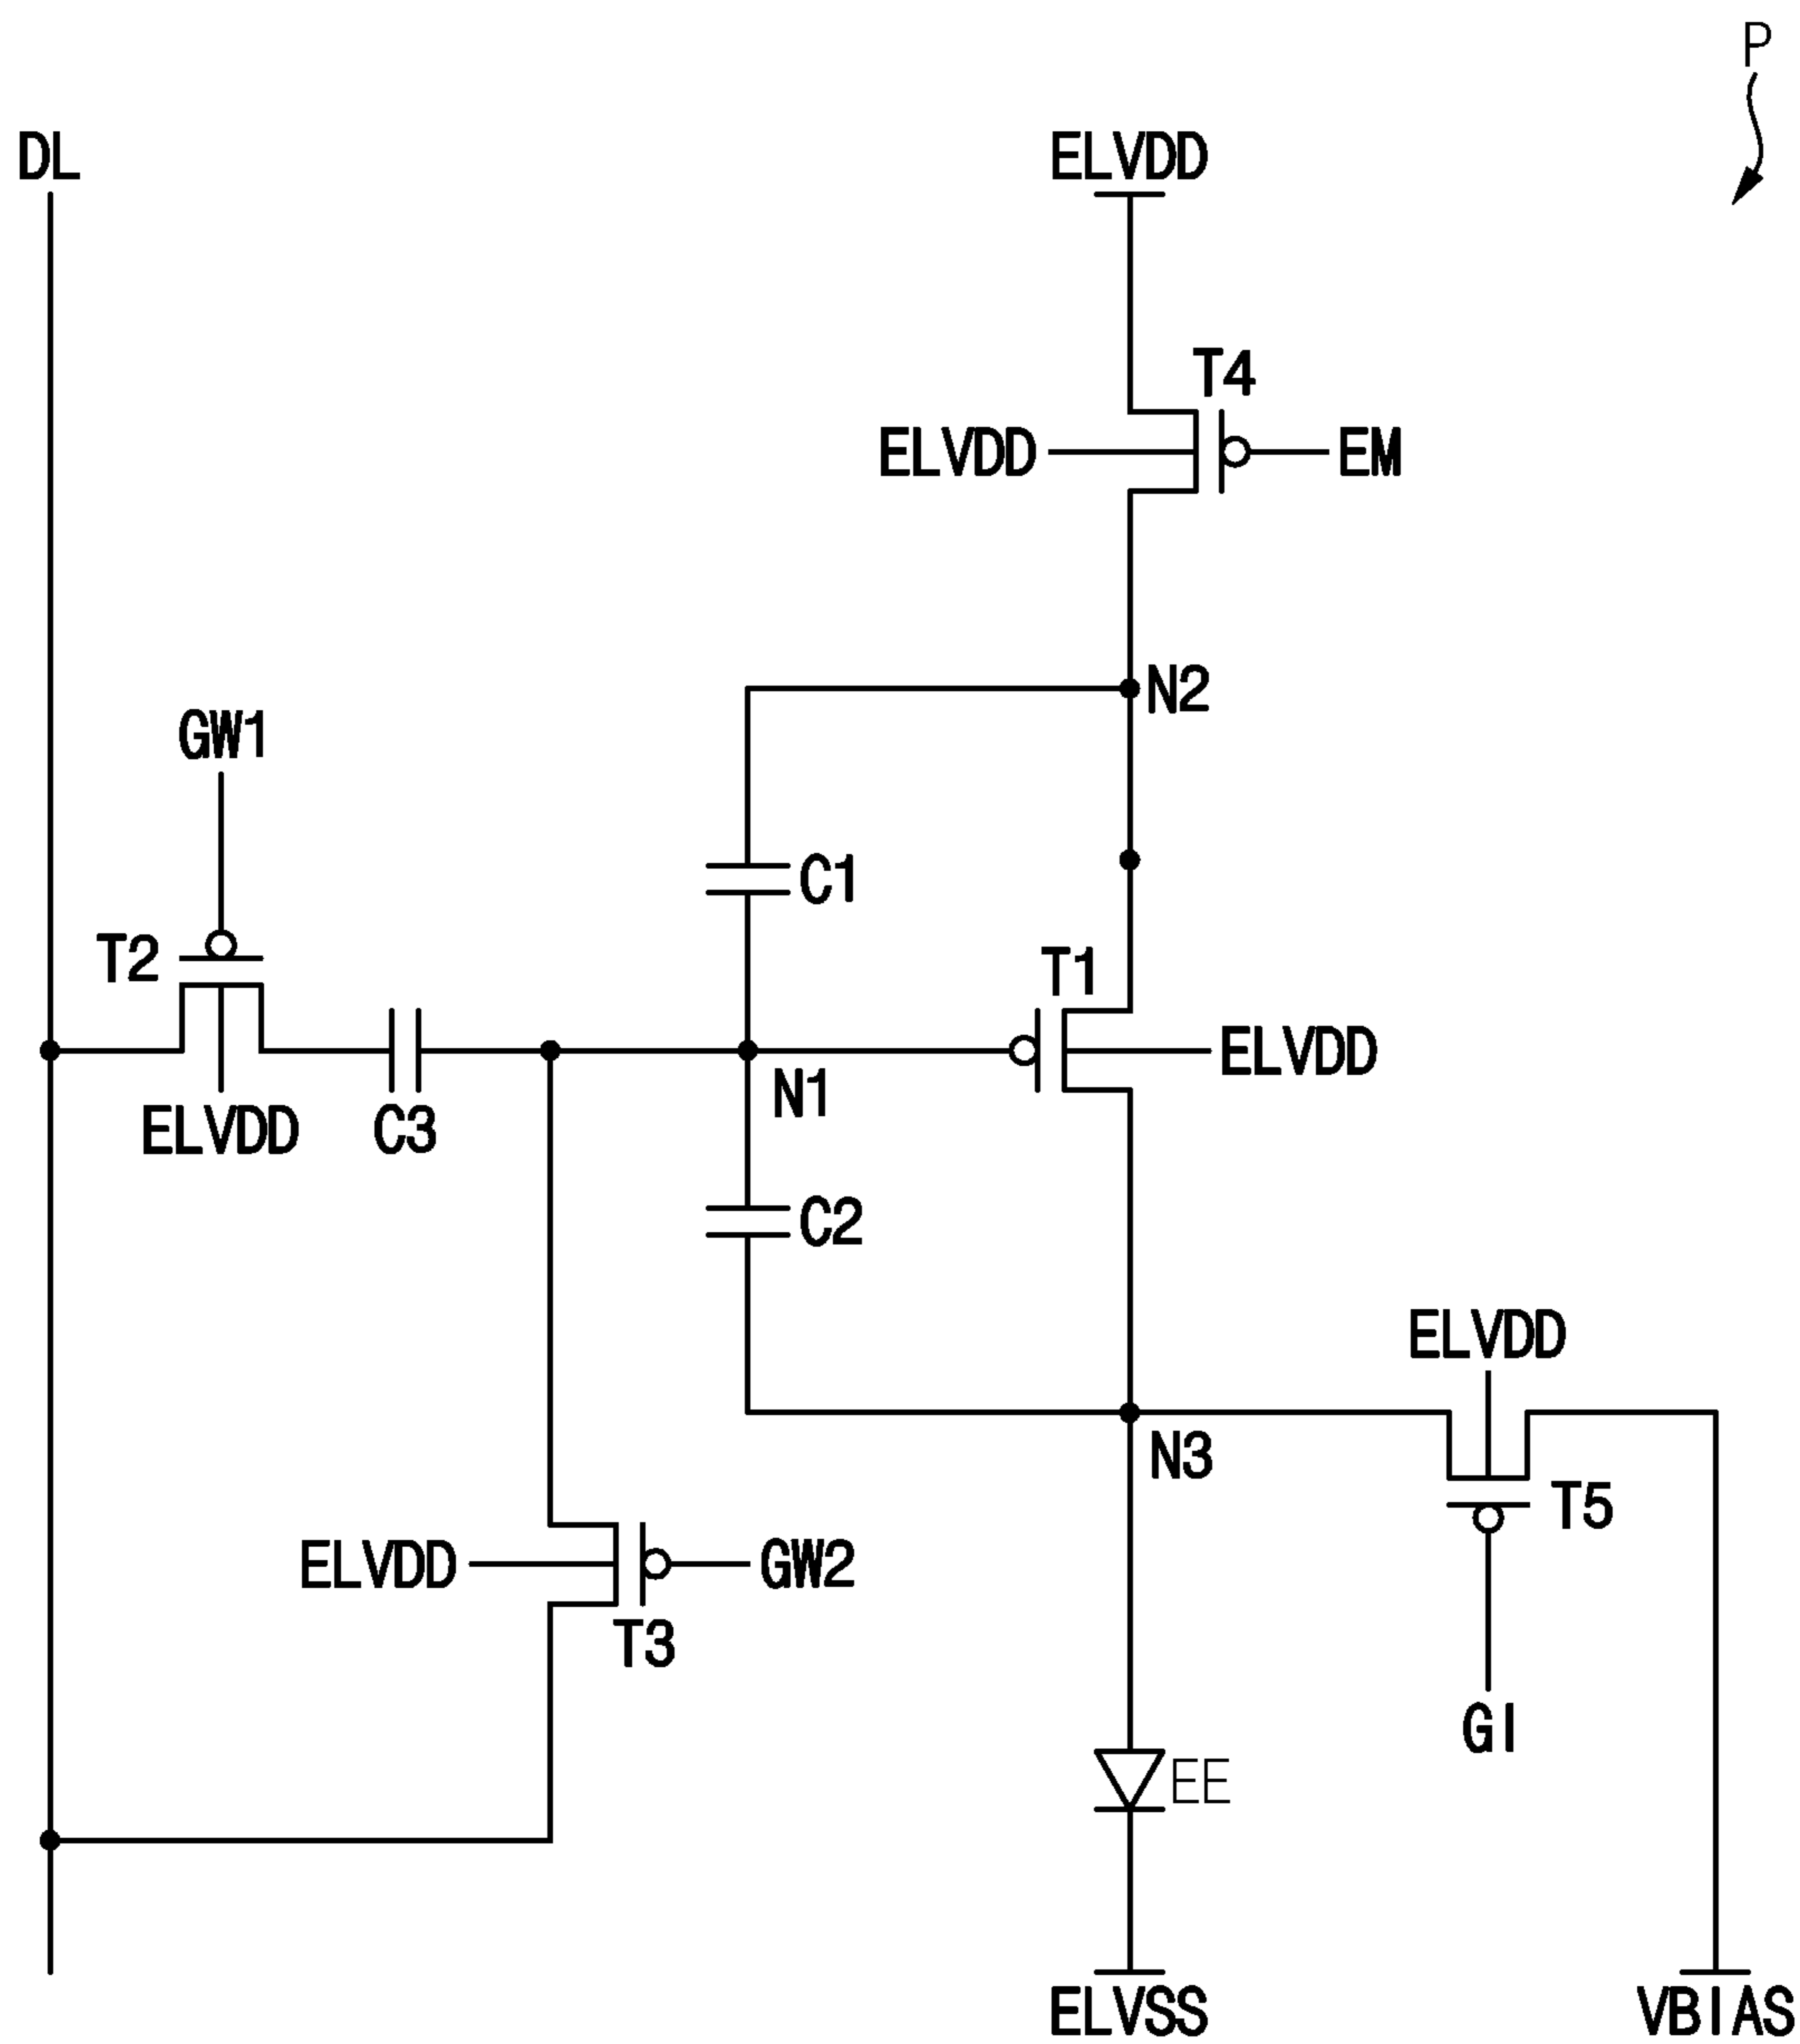 P
DL
ELVDD
T4
ELVDD
EM
N2
GW1
C1
T2
T1
ELVDD
N1
ELVDD
C3
C2
ELVDD
N3
T5
ELVDD
GW2
T3
GI
EE
ELVSS
VBIAS